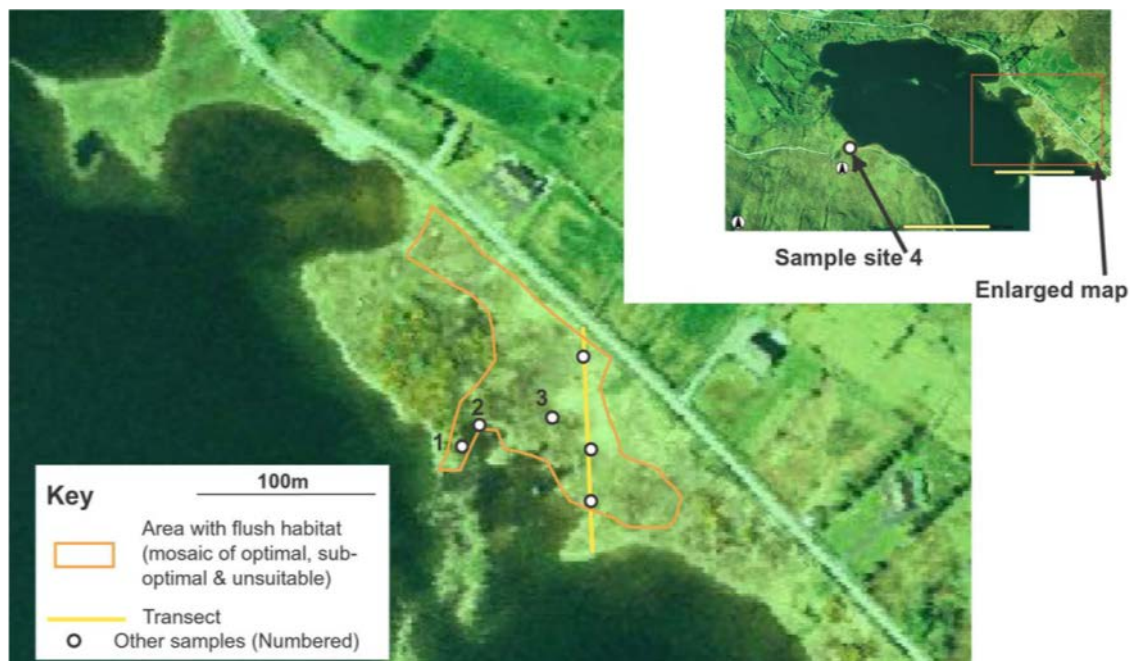 Sample site 4
Enlarged map
3
2
1
Key
100m
Area with flush habitat
(mosaic of optimal, sub-
optimal & unsuitable)
Transect
Other samples (Numbered)